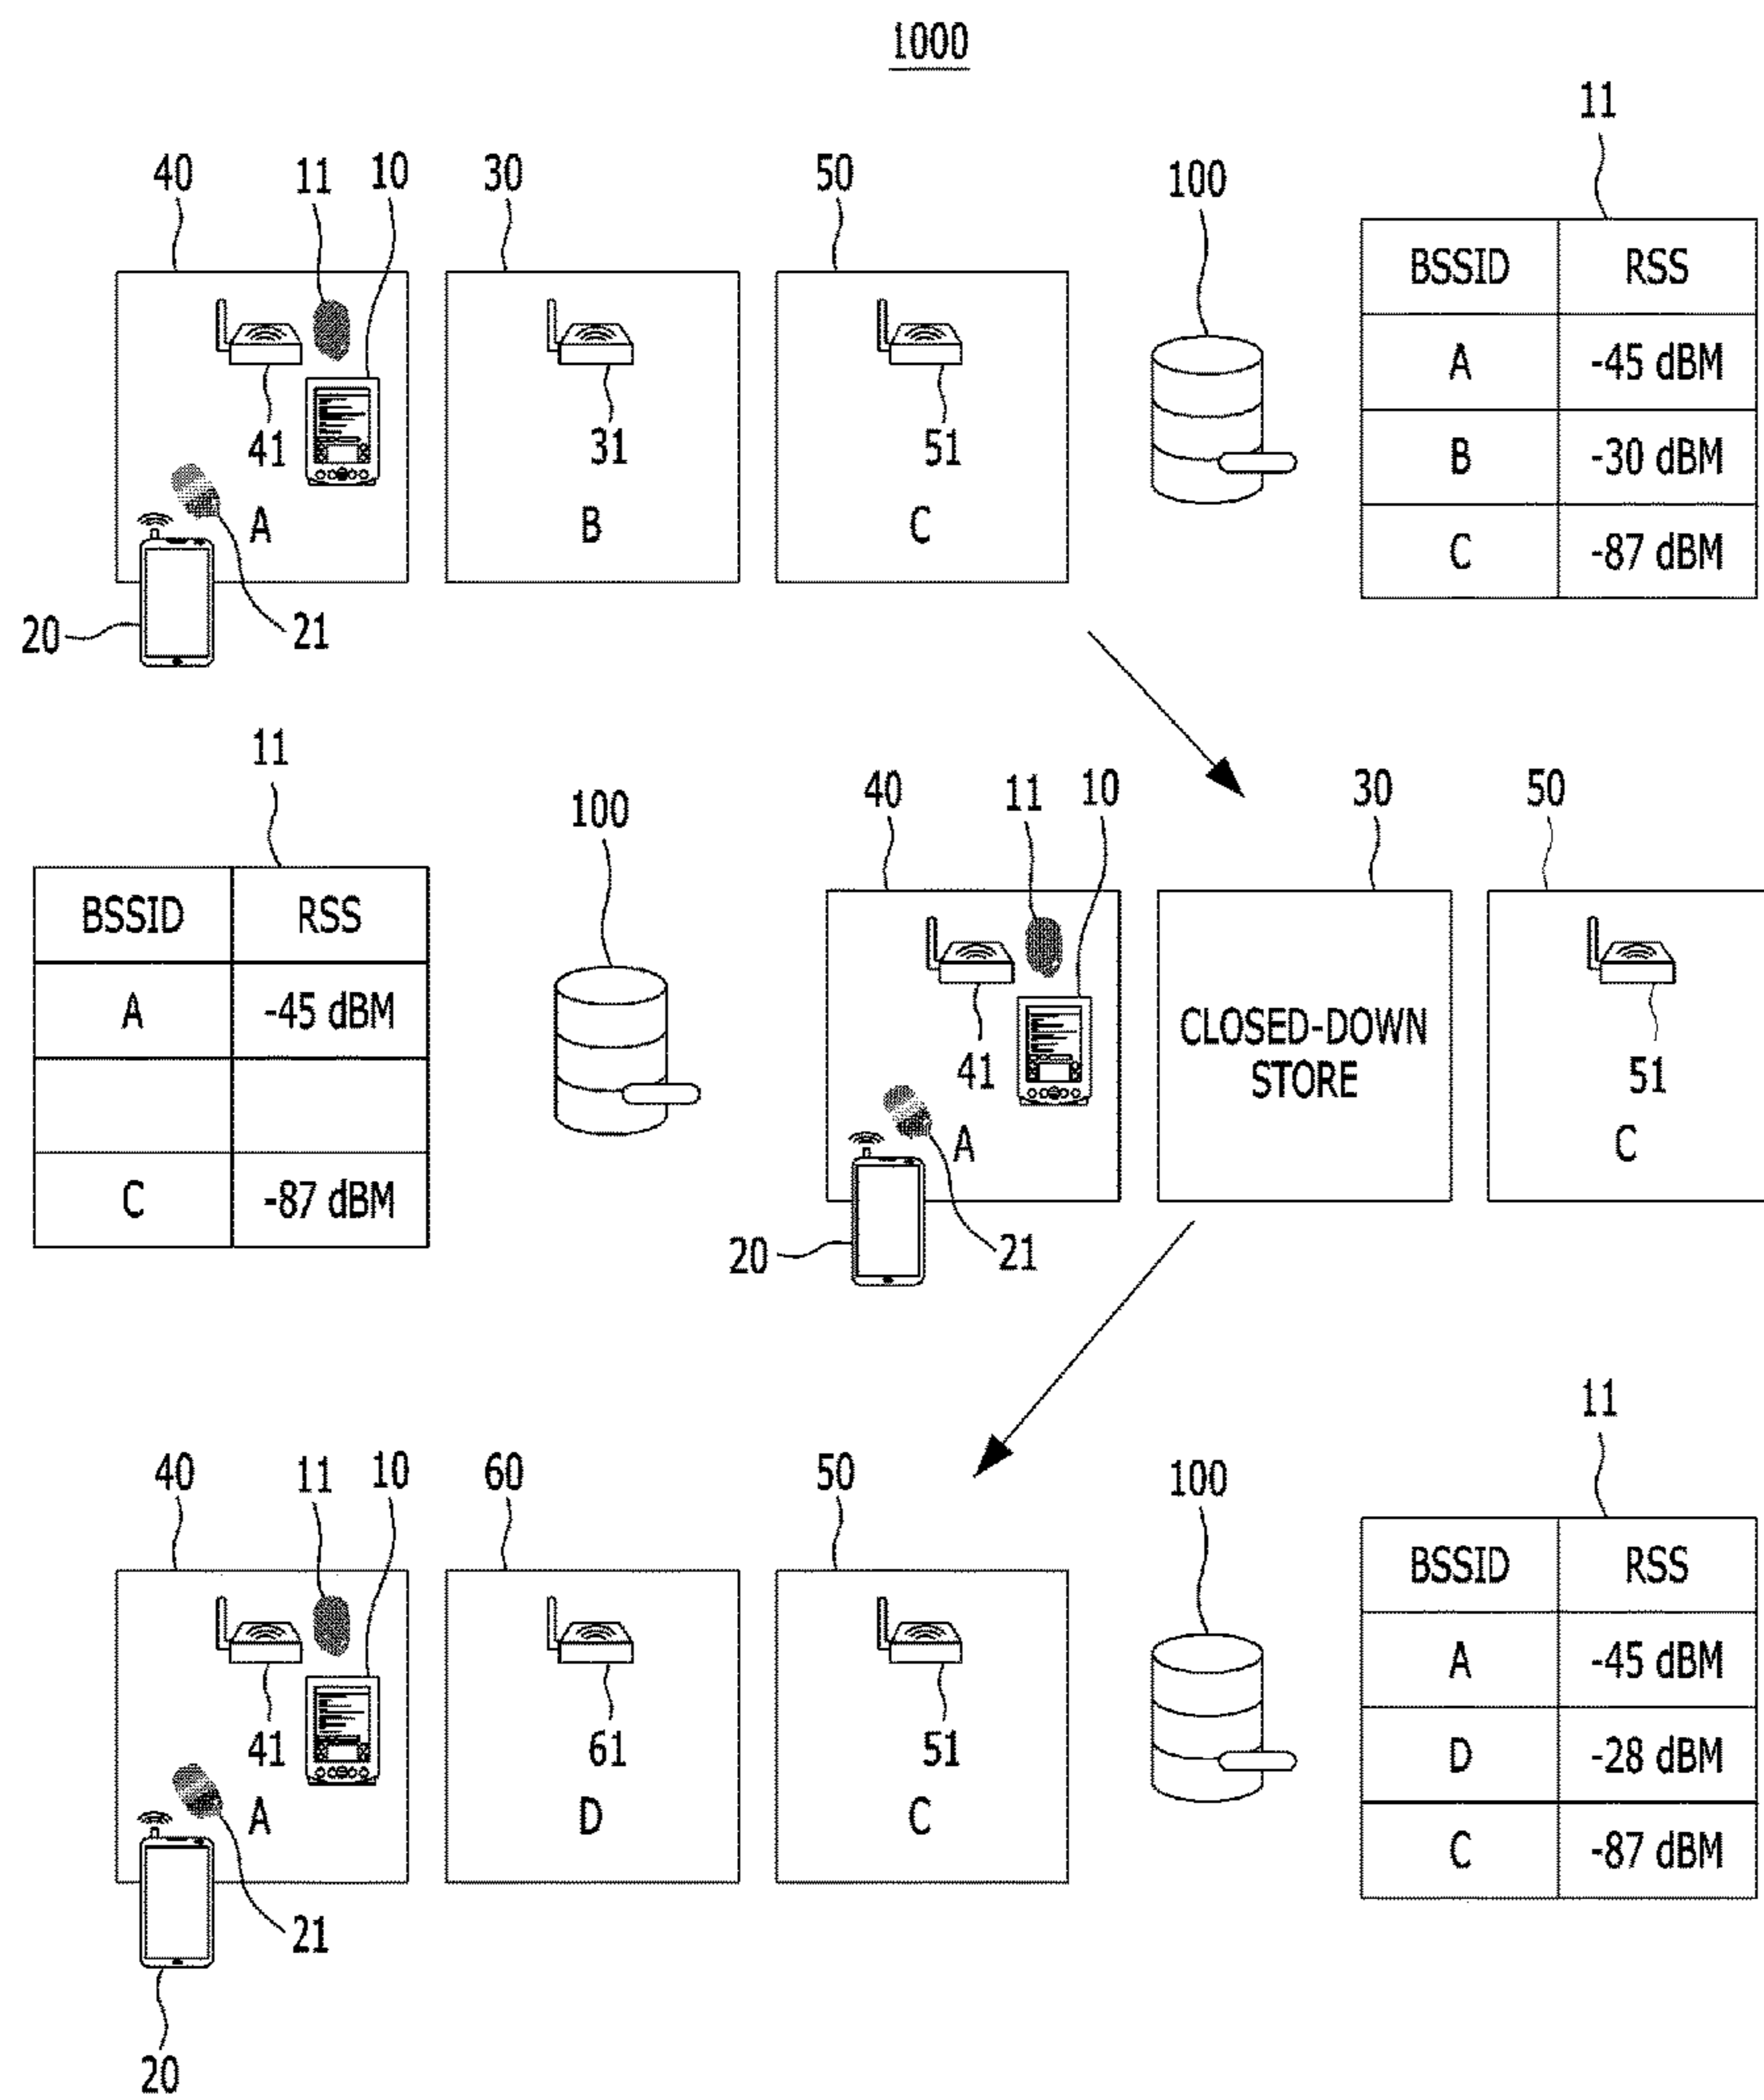 1000
11
40 11 10 30 50 100
BSSID RSS
A -45 dBM
B -30 dBM
C -87 dBM
41 31 51
A B C
20 21
11
100
40 11 10 30 50
BSSID RSS
A -45 dBM
C -87 dBM
41
CLOSED-DOWN
STORE
51
A C
20 21
11
40 11 10 60 50 100
BSSID RSS
A -45 dBM
D -28 dBM
C -87 dBM
41 61 51
A D C
21
20